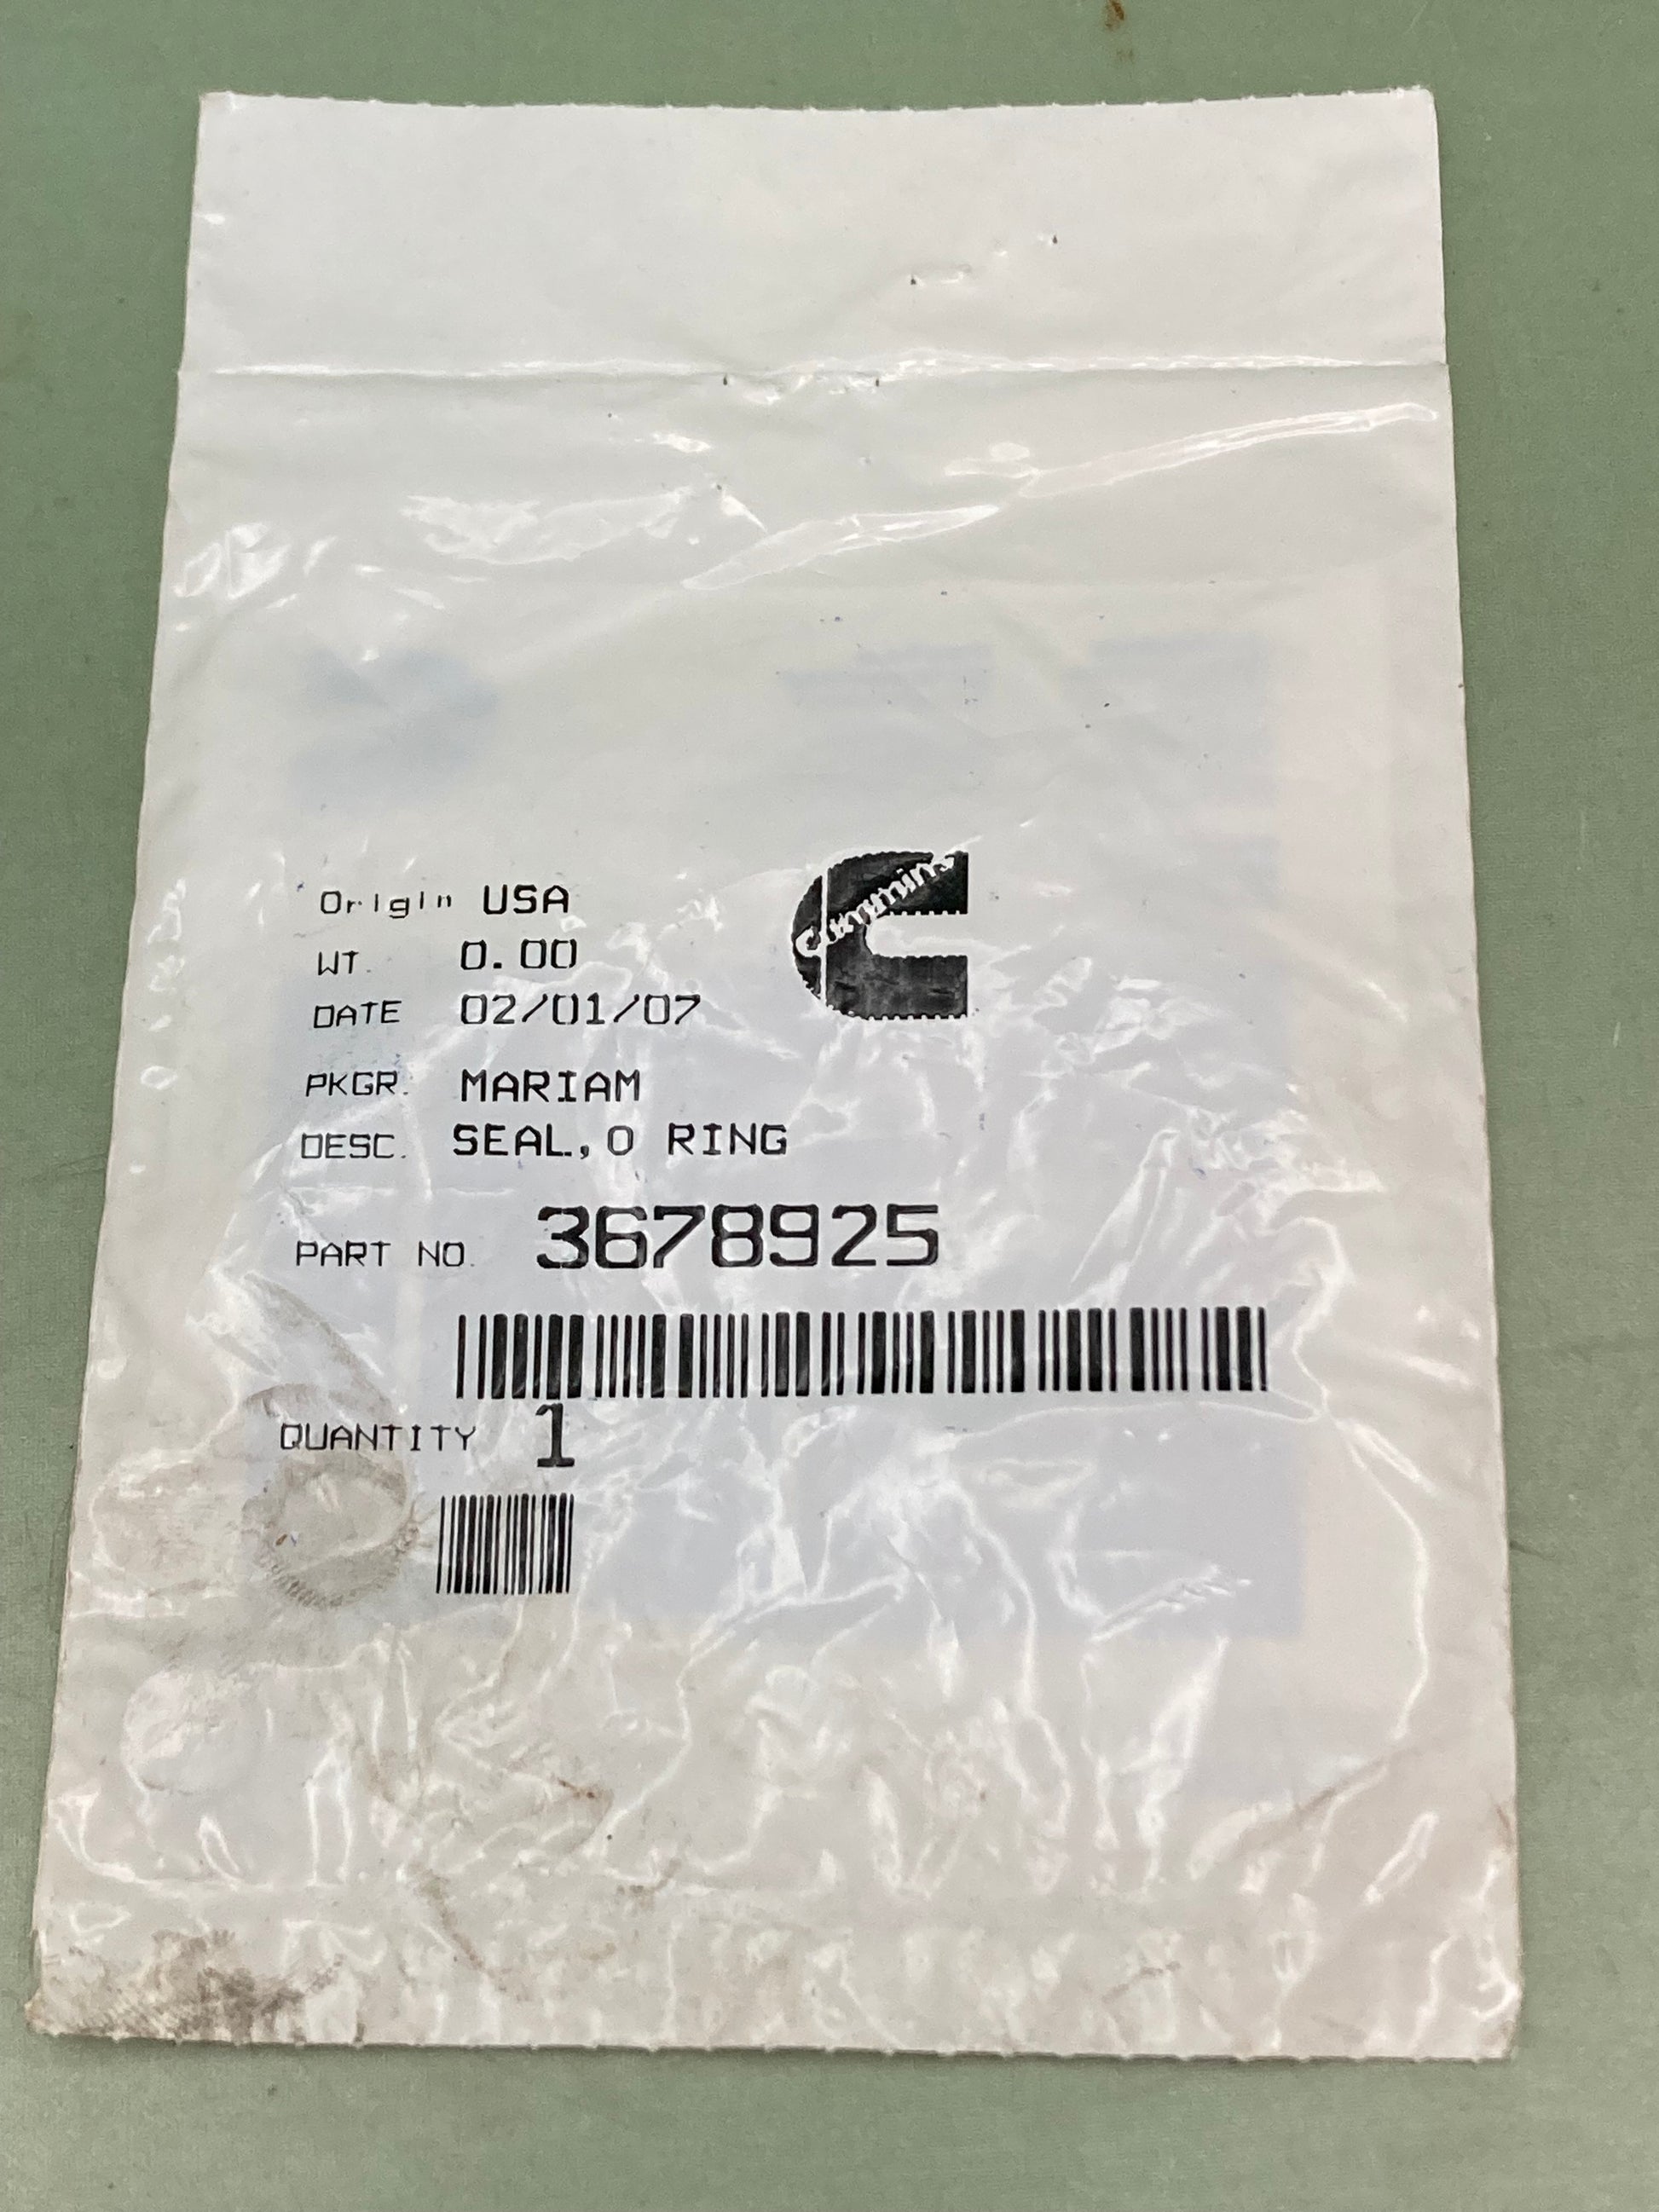 Cummins
Origin USA
WT. 0.00
DATE 02/01/07
PKGR. MARIAM
DESC. SEAL,O RING
PART NO. 3678925
QUANTITY 1